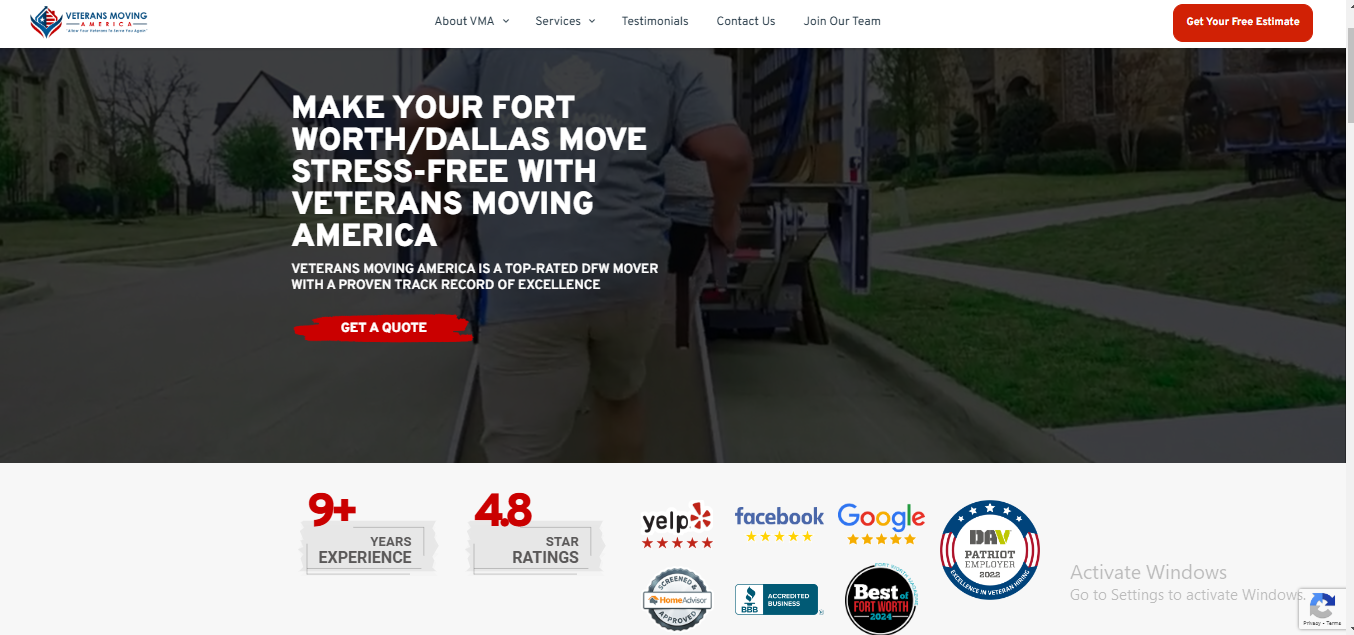 VETERANS MOVING
AMERICA
"Allow Your Veterans To Serve You Again"
About VMA
Services
Testimonials
Contact Us
Join Our Team
Get Your Free Estimate
MAKE YOUR FORT
WORTH/DALLAS MOVE
STRESS-FREE WITH
VETERANS MOVING
AMERICA
VETERANS MOVING AMERICA IS A TOP-RATED DFW MOVER
WITH A PROVEN TRACK RECORD OF EXCELLENCE
GET A QUOTE
9+
YEARS
EXPERIENCE
4.8
STAR
RATINGS
yelp
facebook
Google
DAV
PATRIOT
EMPLOYER
2022
EXCELLENCE IN VETERAN HIRING
SCREENED &
HomeAdvisor
APPROVED
BBB
ACCREDITED
BUSINESS
Best of
FORT WORTH
2024
Activate Windows
Go to Settings to activate Windows.
Privacy - Terms